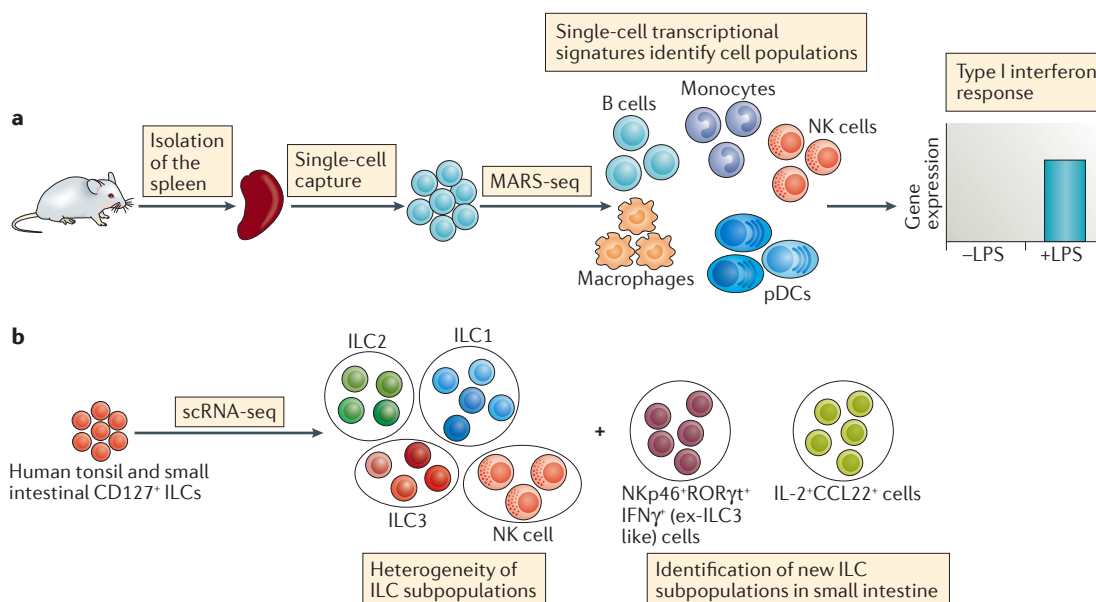 a
Isolation
of the
spleen
Single-cell
capture
MARS-seq
Single-cell transcriptional
signatures identify cell populations
B cells
Monocytes
NK cells
Macrophages
pDCs
Type I interferon
response
Gene
expression
–LPS
+LPS
b
Human tonsil and small
intestinal CD127⁺ ILCs
scRNA-seq
ILC2
ILC1
ILC3
NK cell
Heterogeneity of
ILC subpopulations
+
NKp46⁺RORγt⁺
IFNγ⁺ (ex-ILC3
like) cells
IL-2⁺CCL22⁺ cells
Identification of new ILC
subpopulations in small intestine